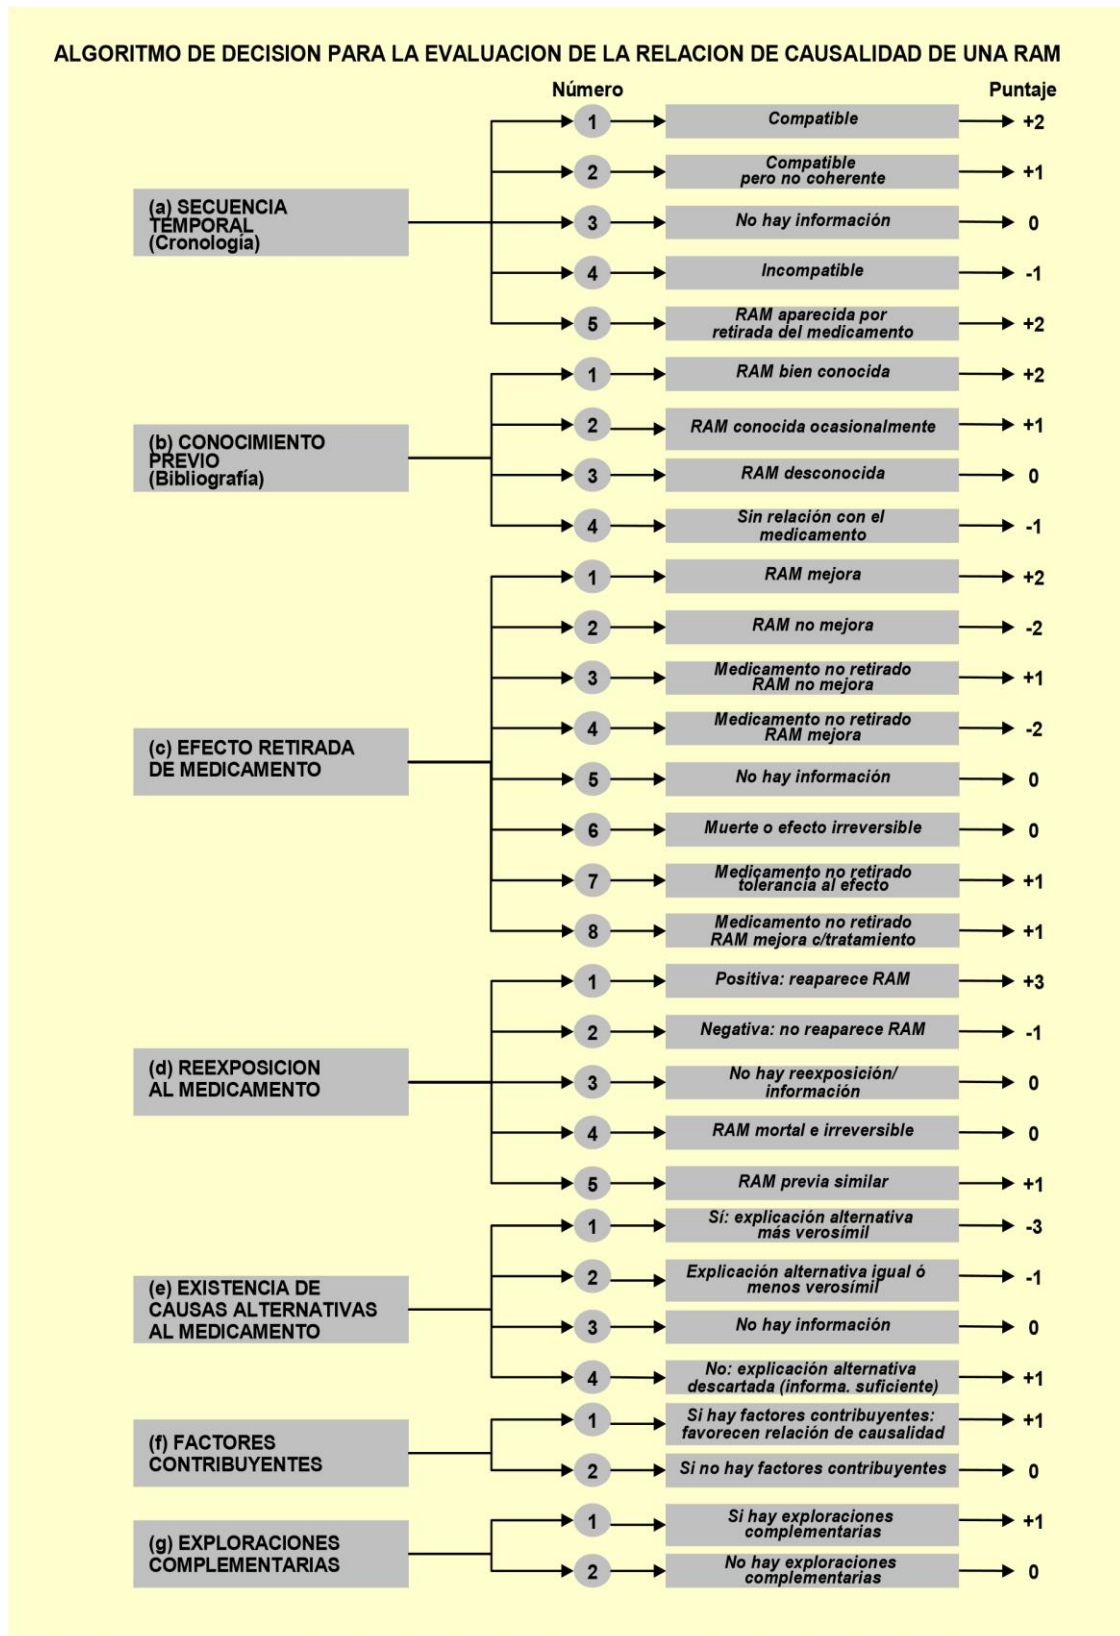 ALGORITMO DE DECISION PARA LA EVALUACION DE LA RELACION DE CAUSALIDAD DE UNA RAM
Número Puntaje
(a) SECUENCIA
TEMPORAL
(Cronología)
1 Compatible +2
2 Compatible
pero no coherente +1
3 No hay información 0
4 Incompatible -1
5 RAM aparecida por
retirada del medicamento +2
(b) CONOCIMIENTO
PREVIO
(Bibliografía)
1 RAM bien conocida +2
2 RAM conocida ocasionalmente +1
3 RAM desconocida 0
4 Sin relación con el
medicamento -1
(c) EFECTO RETIRADA
DE MEDICAMENTO
1 RAM mejora +2
2 RAM no mejora -2
3 Medicamento no retirado
RAM no mejora +1
4 Medicamento no retirado
RAM mejora -2
5 No hay información 0
6 Muerte o efecto irreversible 0
7 Medicamento no retirado
tolerancia al efecto +1
8 Medicamento no retirado
RAM mejora c/tratamiento +1
(d) REEXPOSICION
AL MEDICAMENTO
1 Positiva: reaparece RAM +3
2 Negativa: no reaparece RAM -1
3 No hay reexposición/
información 0
4 RAM mortal e irreversible 0
5 RAM previa similar +1
(e) EXISTENCIA DE
CAUSAS ALTERNATIVAS
AL MEDICAMENTO
1 Sí: explicación alternativa
más verosímil -3
2 Explicación alternativa igual ó
menos verosímil -1
3 No hay información 0
4 No: explicación alternativa
descartada (informa. suficiente) +1
(f) FACTORES
CONTRIBUYENTES
1 Si hay factores contribuyentes:
favorecen relación de causalidad +1
2 Si no hay factores contribuyentes 0
(g) EXPLORACIONES
COMPLEMENTARIAS
1 Si hay exploraciones
complementarias +1
2 No hay exploraciones
complementarias 0